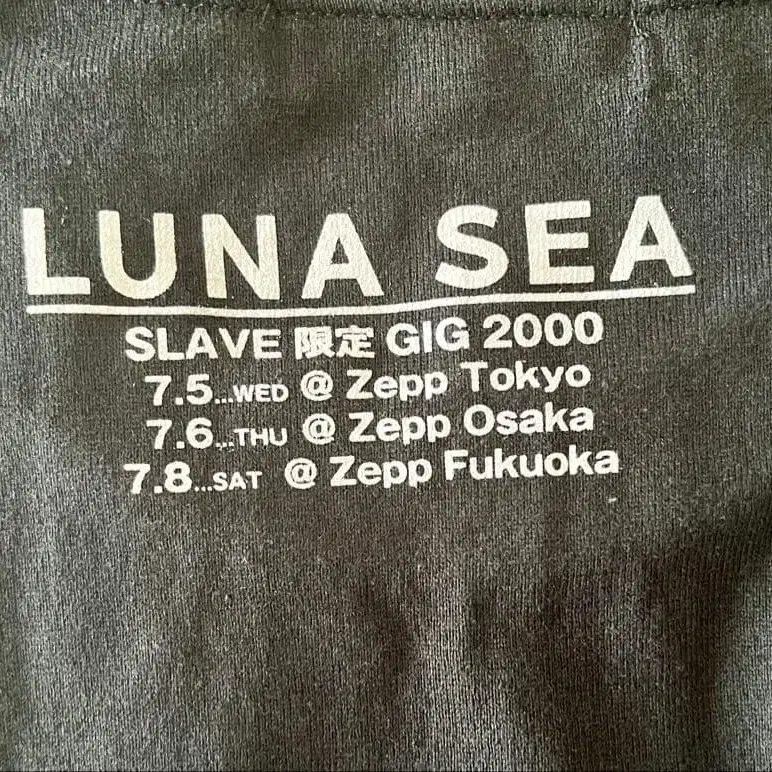 LUNA SEA
SLAVE 限定 GIG 2000
7.5...WED @ Zepp Tokyo
7.6...THU @ Zepp Osaka
7.8...SAT @ Zepp Fukuoka